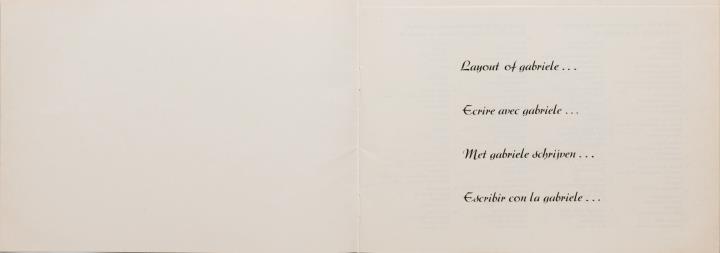 Layout of gabriele . . .
Ecrire avec gabriele . . .
Met gabriele schrijven . . .
Escribir con la gabriele . . .